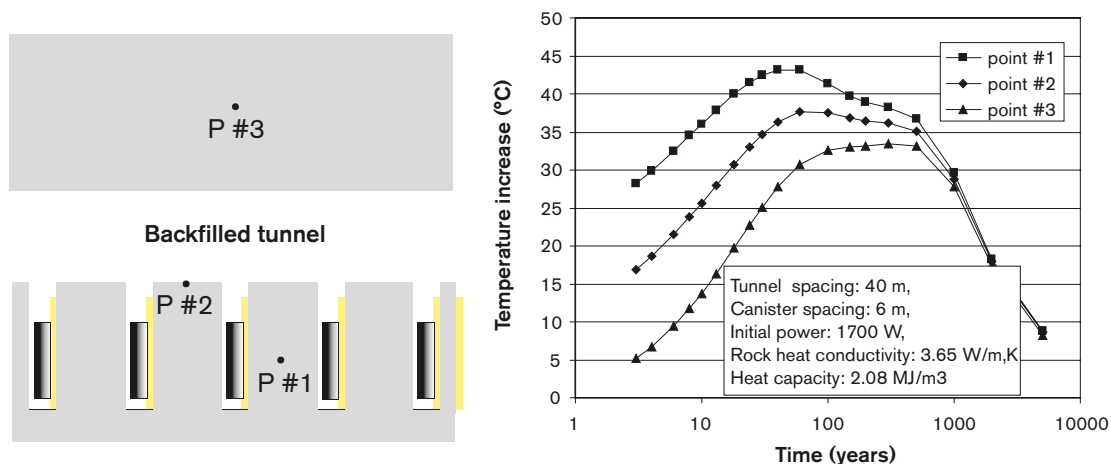 P #3
Backfilled tunnel
P #2
P #1
Temperature increase (°C)
50
45
40
35
30
25
20
15
10
5
0
point #1
point #2
point #3
Tunnel spacing: 40 m,
Canister spacing: 6 m,
Initial power: 1700 W,
Rock heat conductivity: 3.65 W/m,K
Heat capacity: 2.08 MJ/m3
1
10
100
1000
10000
Time (years)